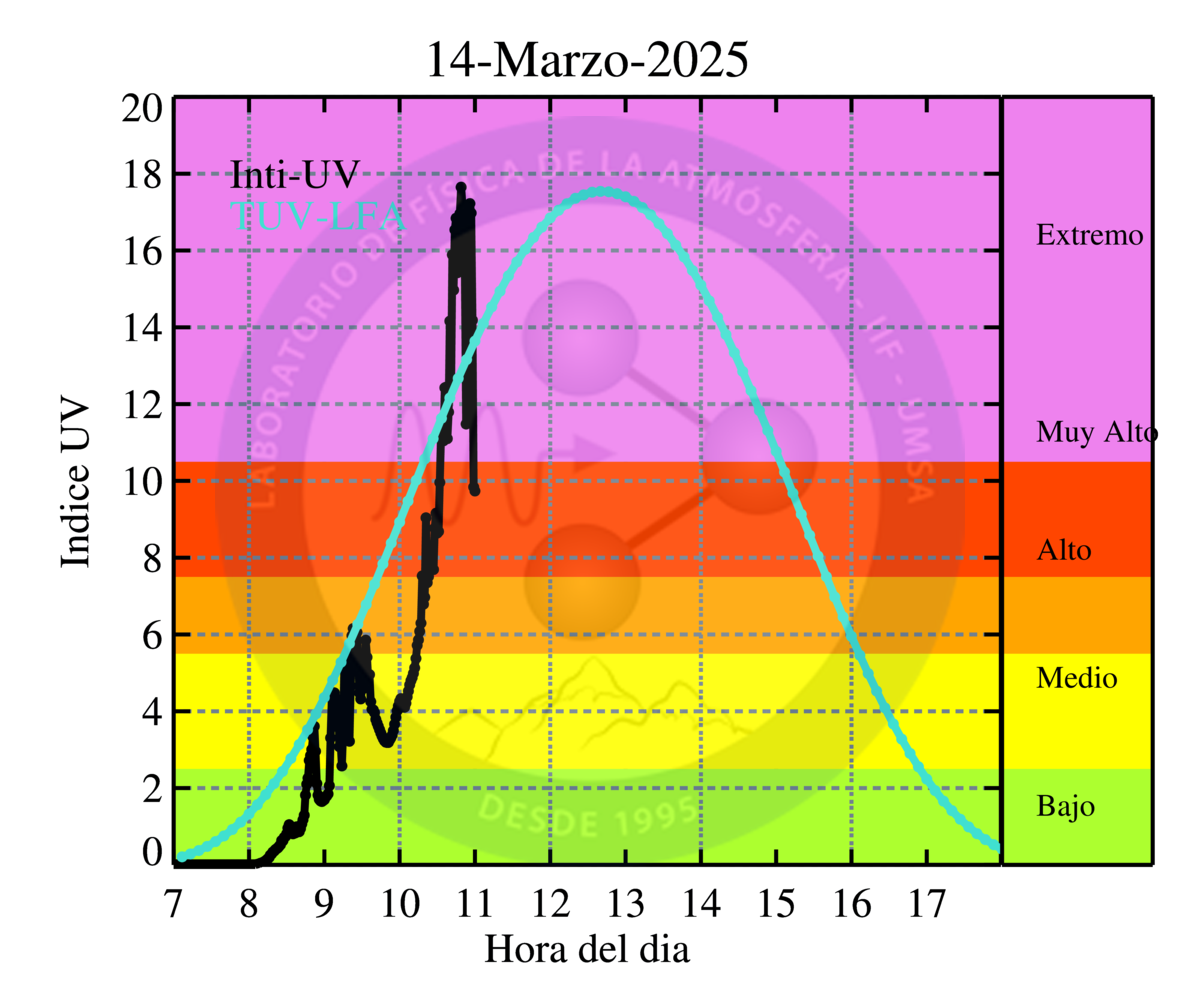 14-Marzo-2025
Indice UV
20
18
16
14
12
10
8
6
4
2
0
Inti-UV
TUV-LFA
LABORATORIO DE FÍSICA DE LA ATMÓSFERA - IIF - UMSA
DESDE 1995
Extremo
Muy Alto
Alto
Medio
Bajo
7 8 9 10 11 12 13 14 15 16 17
Hora del dia